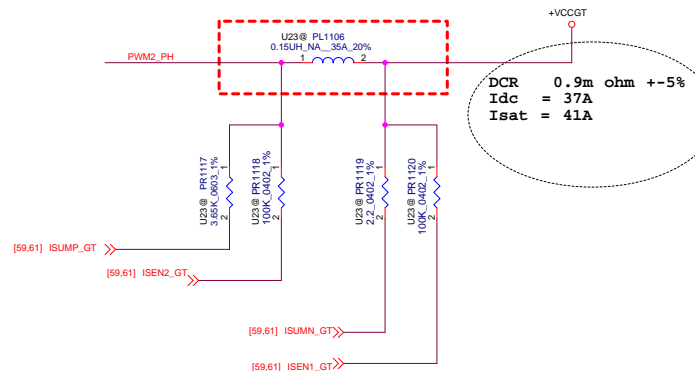 +VCCGT
U23@ PL1106
0.15UH_NA__35A_20%
PWM2_PH
1
2
DCR 0.9m ohm +-5%
Idc = 37A
Isat = 41A
1
2
U23@ PR1117
3.65K_0603_1%
1
2
U23@ PR1118
100K_0402_1%
1
2
U23@ PR1119
2.2_0402_1%
1
2
U23@ PR1120
100K_0402_1%
[59,61] ISUMP_GT
[59,61] ISEN2_GT
[59,61] ISUMN_GT
[59,61] ISEN1_GT